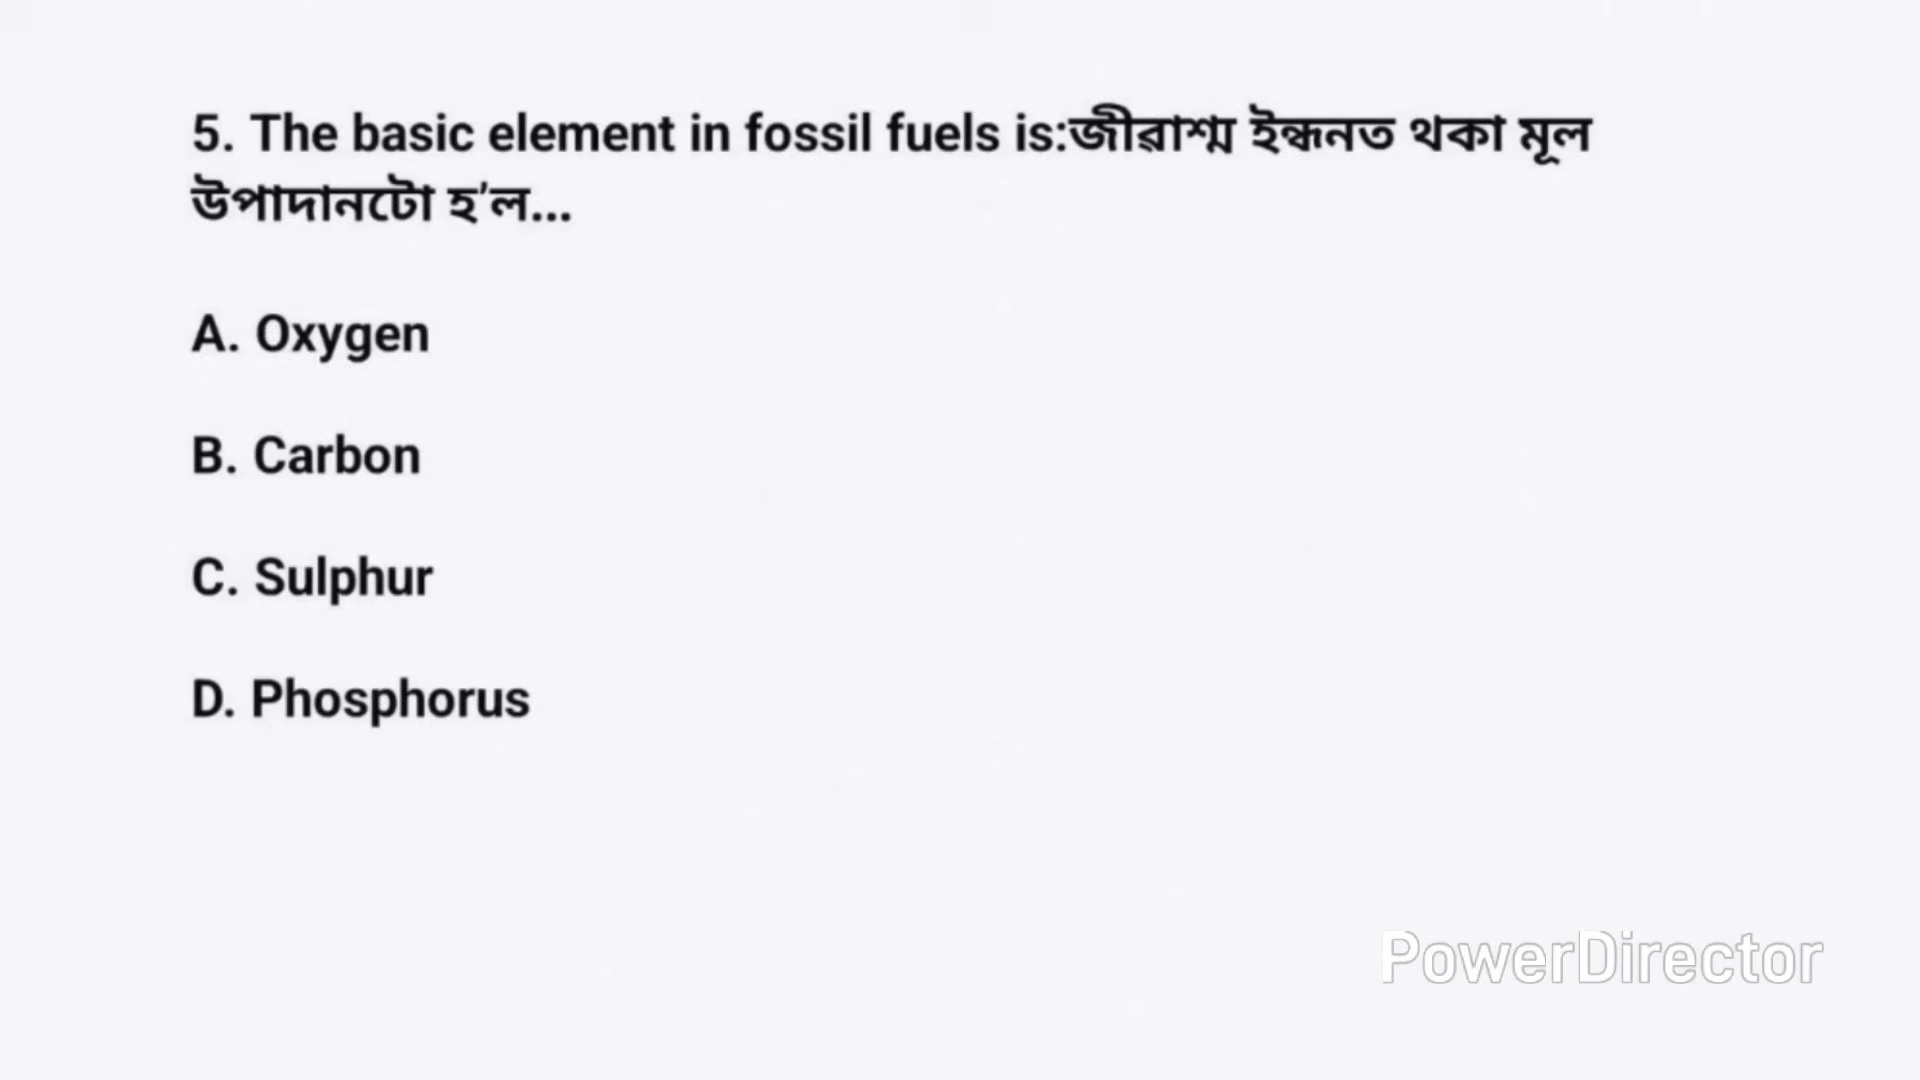 5. The basic element in fossil fuels is:জীৱাশ্ম ইন্ধনত থকা মূল
উপাদানটো হ’ল...
A. Oxygen
B. Carbon
C. Sulphur
D. Phosphorus
PowerDirector